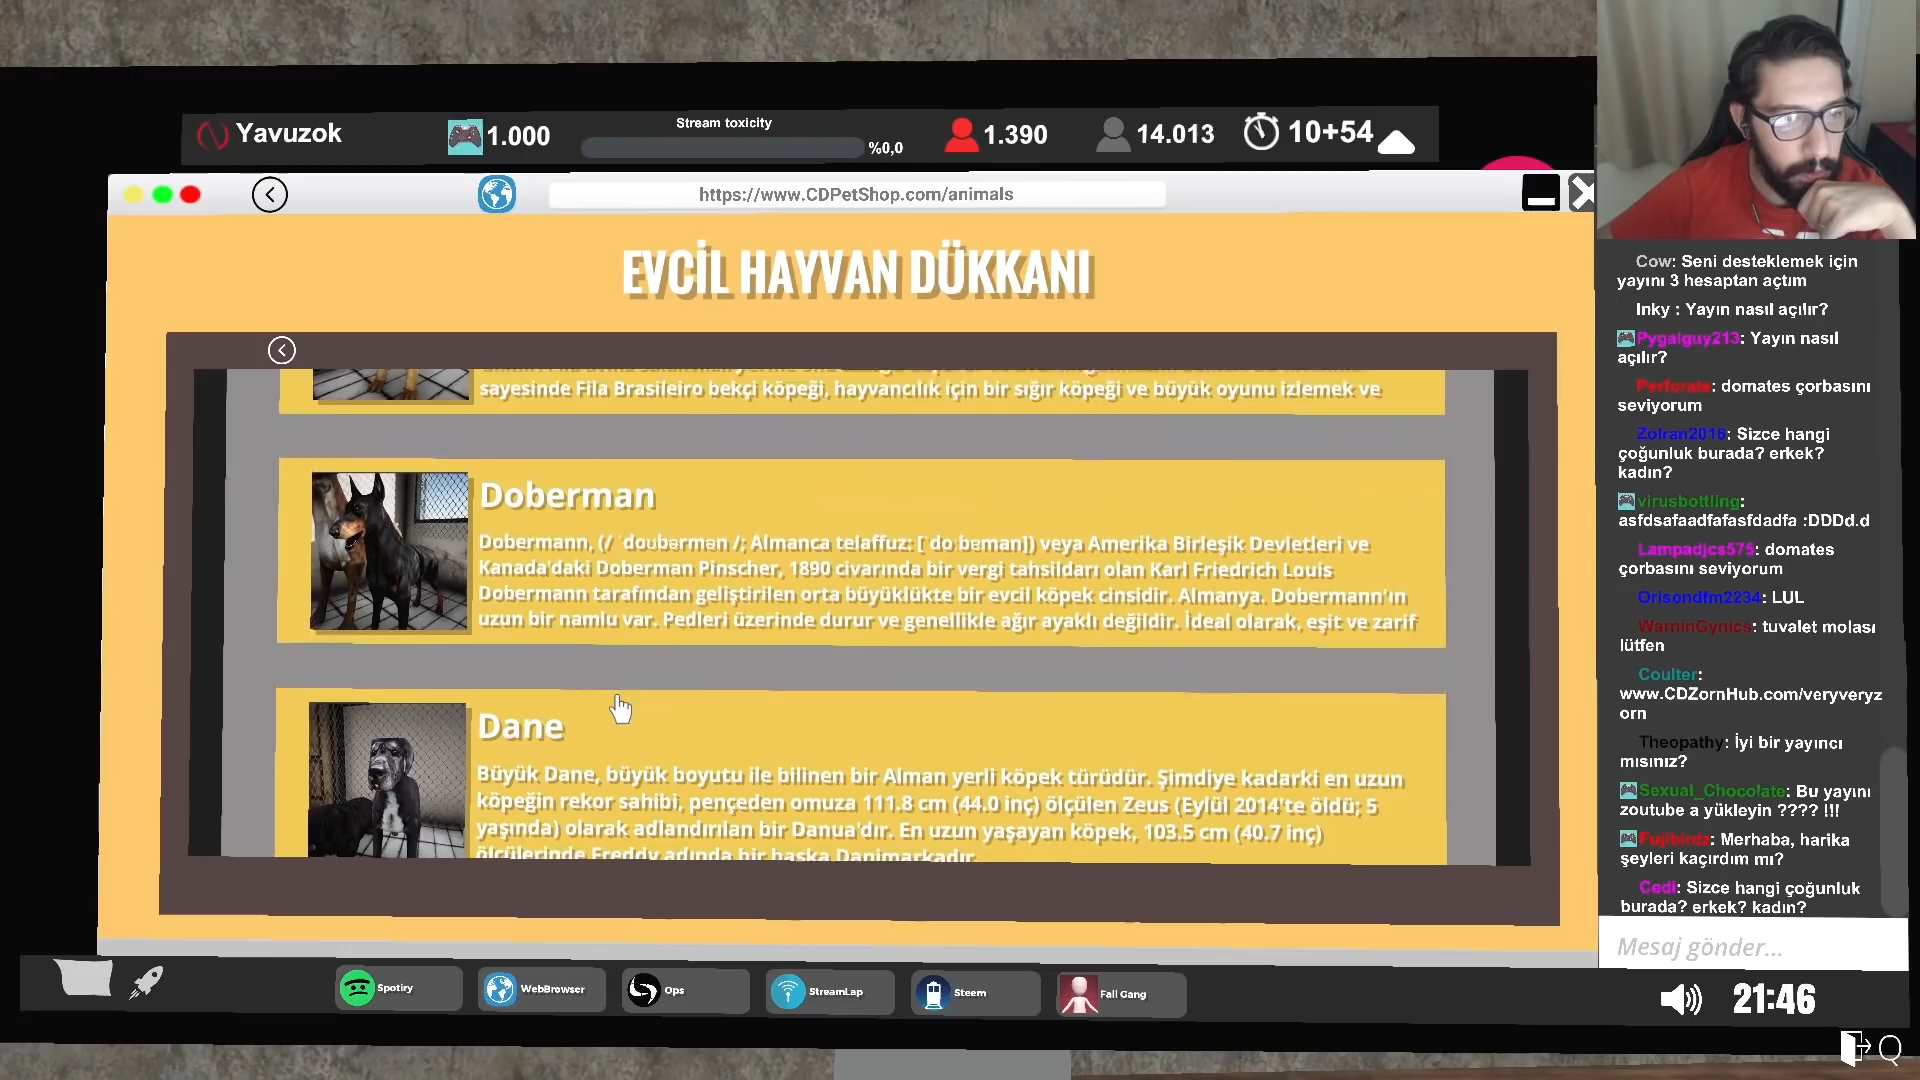 Yavuzok
1.000
Stream toxicity
%0,0
1.390
14.013
10+54
https://www.CDPetShop.com/animals
EVCİL HAYVAN DÜKKANI
sayesinde Fila Brasileiro bekçi köpeği, hayvancılık için bir sığır köpeği ve büyük oyunu izlemek ve
Doberman
Dobermann, (/ ˈdoʊbərmən /; Almanca telaffuz: [ˈdoːbɐman]) veya Amerika Birleşik Devletleri ve
Kanada'daki Doberman Pinscher, 1890 civarında bir vergi tahsildarı olan Karl Friedrich Louis
Dobermann tarafından geliştirilen orta büyüklükte bir evcil köpek cinsidir. Almanya. Dobermann'ın
uzun bir namlu var. Pedleri üzerinde durur ve genellikle ağır ayaklı değildir. İdeal olarak, eşit ve zarif
Dane
Büyük Dane, büyük boyutu ile bilinen bir Alman yerli köpek türüdür. Şimdiye kadarki en uzun
köpeğin rekor sahibi, pençeden omuza 111.8 cm (44.0 inç) ölçülen Zeus (Eylül 2014'te öldü; 5
yaşında) olarak adlandırılan bir Danua'dır. En uzun yaşayan köpek, 103.5 cm (40.7 inç)
ölçülerinde Freddy adında bir başka Danimarkadır.
Cow: Seni desteklemek için
yayını 3 hesaptan açtım
Inky : Yayın nasıl açılır?
Pygalguy213: Yayın nasıl
açılır?
Perforate: domates çorbasını
seviyorum
Zolran2016: Sizce hangi
çoğunluk burada? erkek?
kadın?
virusbottling:
asfdsafaadfafasfdadfa :DDDd.d
Lampadjcs575: domates
çorbasını seviyorum
Orisondfm2234: LUL
WarninGynics: tuvalet molası
lütfen
Coulter:
www.CDZornHub.com/veryveryz
orn
Theopathy: İyi bir yayıncı
mısınız?
Sexual_Chocolate: Bu yayını
zoutube a yükleyin ???? !!!
Fujibirdz: Merhaba, harika
şeyleri kaçırdım mı?
Cedi: Sizce hangi çoğunluk
burada? erkek? kadın?
Mesaj gönder...
Spotiry
WebBrowser
Ops
StreamLap
Steem
Fall Gang
21:46
Q